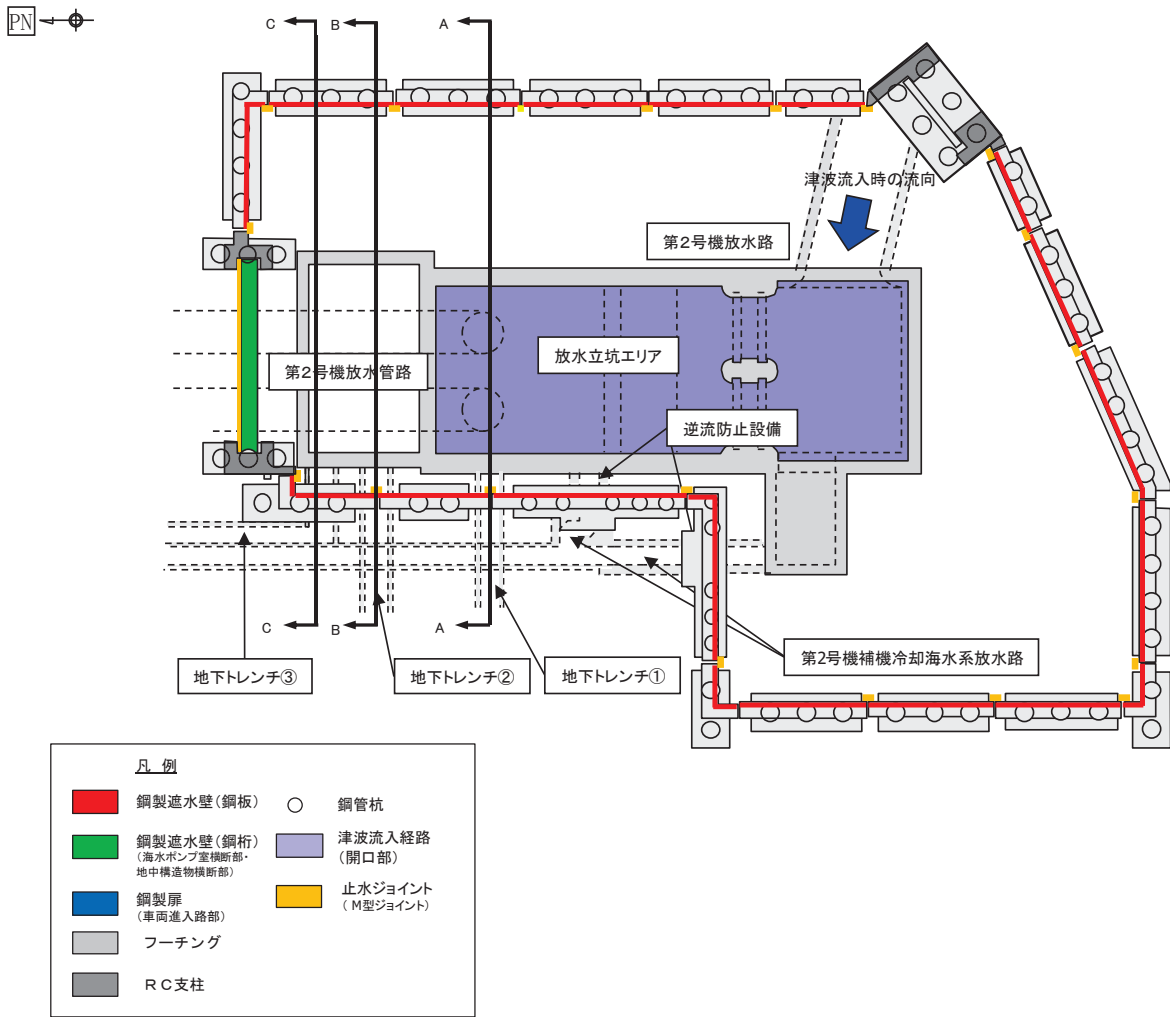 PN
C
B
A
津波流入時の流向
第2号機放水路
放水立坑エリア
第2号機放水管路
逆流防止設備
C
B
A
地下トレンチ③
地下トレンチ②
地下トレンチ①
第2号機補機冷却海水系放水路
凡 例
鋼製遮水壁(鋼板)
鋼管杭
鋼製遮水壁(鋼桁)
(海水ポンプ室横断部・
地中構造物横断部)
津波流入経路
(開口部)
鋼製扉
(車両進入路部)
止水ジョイント
( M型ジョイント)
フーチング
RC支柱